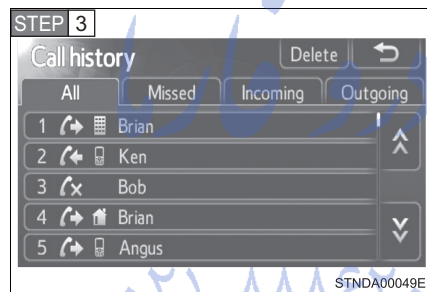 STEP 3
Call history
Delete
All Missed Incoming Outgoing
1 Brian
2 Ken
3 Bob
4 Brian
5 Angus
STNDA00049E